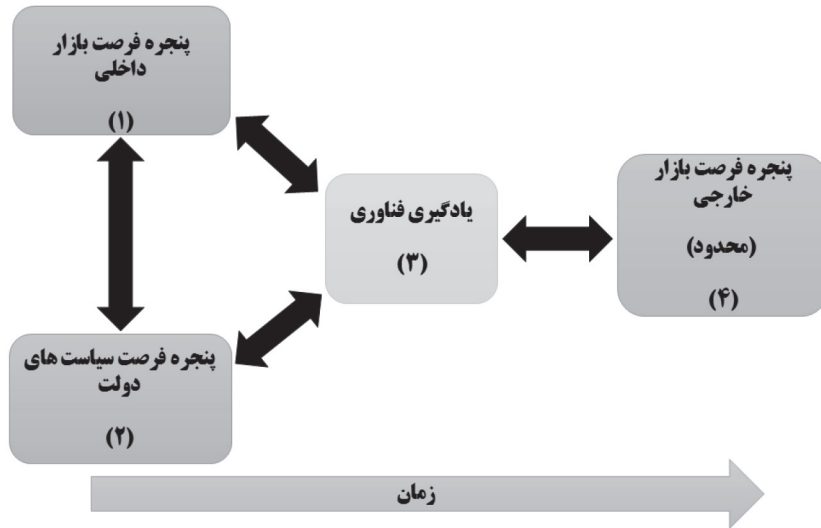 پنجره فرصت بازار
داخلی
(۱)
پنجره فرصت بازار
خارجی
(محدود)
(۴)
یادگیری فناوری
(۳)
پنجره فرصت سیاست های
دولت
(۲)
زمان